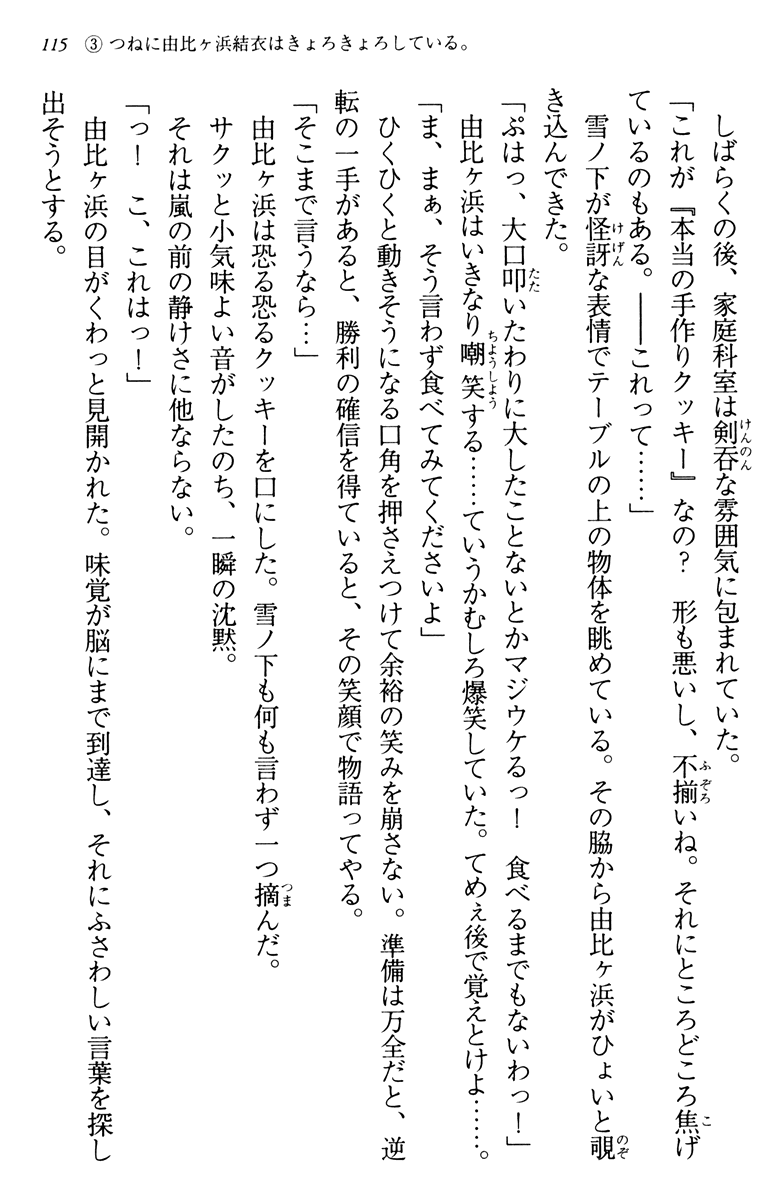 115　③ つねに由比ヶ浜結衣はきょろきょろしている。
　しばらくの後、家庭科室は剣呑な雰囲気に包まれていた。
「これが『本当の手作りクッキー』なの？　形も悪いし、不揃いね。それにところどころ焦げ
ているのもある。――これって……」
　雪ノ下が怪訝な表情でテーブルの上の物体を眺めている。その脇から由比ヶ浜がひょいと覗
き込んできた。
「ぷはっ、大口叩いたわりに大したことないとかマジウケるっ！　食べるまでもないわっ！」
　由比ヶ浜はいきなり嘲笑する……ていうかむしろ爆笑していた。てめぇ後で覚えとけよ……。
「ま、まぁ、そう言わず食べてみてくださいよ」
　ひくひくと動きそうになる口角を押さえつけて余裕の笑みを崩さない。準備は万全だと、逆
転の一手があると、勝利の確信を得ていると、その笑顔で物語ってやる。
「そこまで言うなら…」
　由比ヶ浜は恐る恐るクッキーを口にした。雪ノ下も何も言わず一つ摘んだ。
　サクッと小気味よい音がしたのち、一瞬の沈黙。
　それは嵐の前の静けさに他ならない。
「っ！　こ、これはっ！」
　由比ヶ浜の目がくわっと見開かれた。味覚が脳にまで到達し、それにふさわしい言葉を探し
出そうとする。